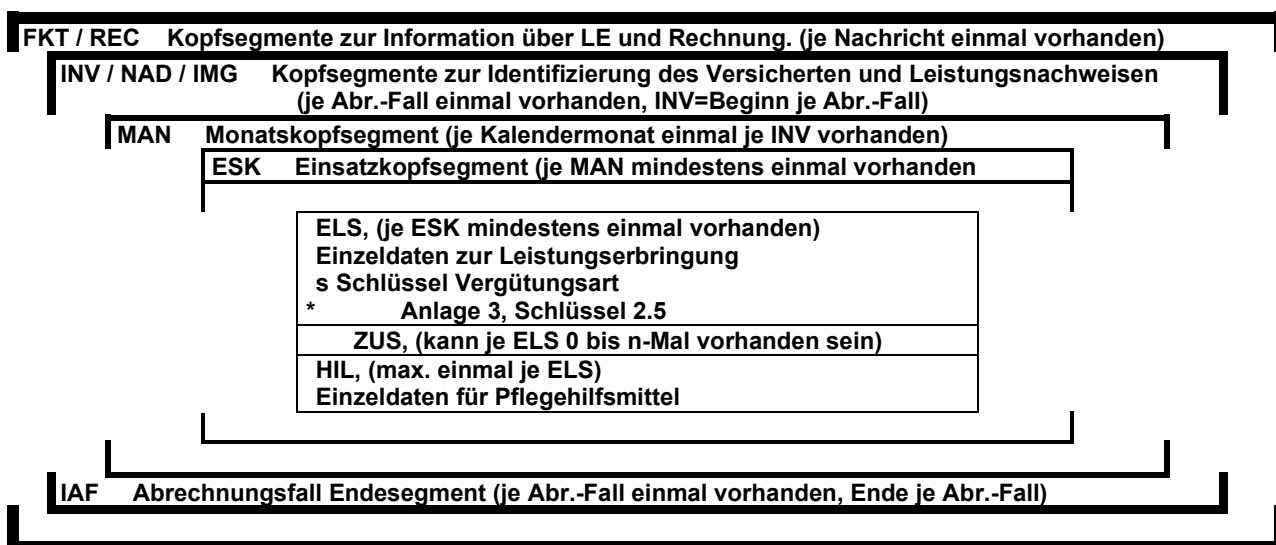 FKT / REC Kopfsegmente zur Information über LE und Rechnung. (je Nachricht einmal vorhanden)
INV / NAD / IMG Kopfsegmente zur Identifizierung des Versicherten und Leistungsnachweisen
(je Abr.-Fall einmal vorhanden, INV=Beginn je Abr.-Fall)
MAN Monatskopfsegment (je Kalendermonat einmal je INV vorhanden)
ESK Einsatzkopfsegment (je MAN mindestens einmal vorhanden
ELS, (je ESK mindestens einmal vorhanden)
Einzeldaten zur Leistungserbringung
s Schlüssel Vergütungsart
* Anlage 3, Schlüssel 2.5
ZUS, (kann je ELS 0 bis n-Mal vorhanden sein)
HIL, (max. einmal je ELS)
Einzeldaten für Pflegehilfsmittel
IAF Abrechnungsfall Endesegment (je Abr.-Fall einmal vorhanden, Ende je Abr.-Fall)